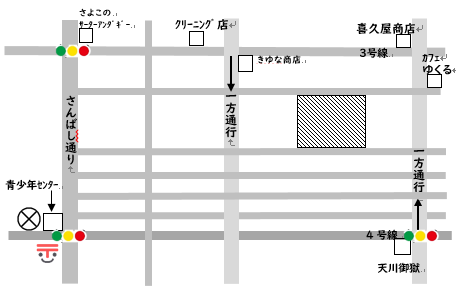 さよこの
サーターアンダギー
クリーニング店
喜久屋商店
3号線
きゆな商店
カフェ
ゆくる
さんばし通り
一方通行
一方通行
青少年センター
4号線
天川御嶽